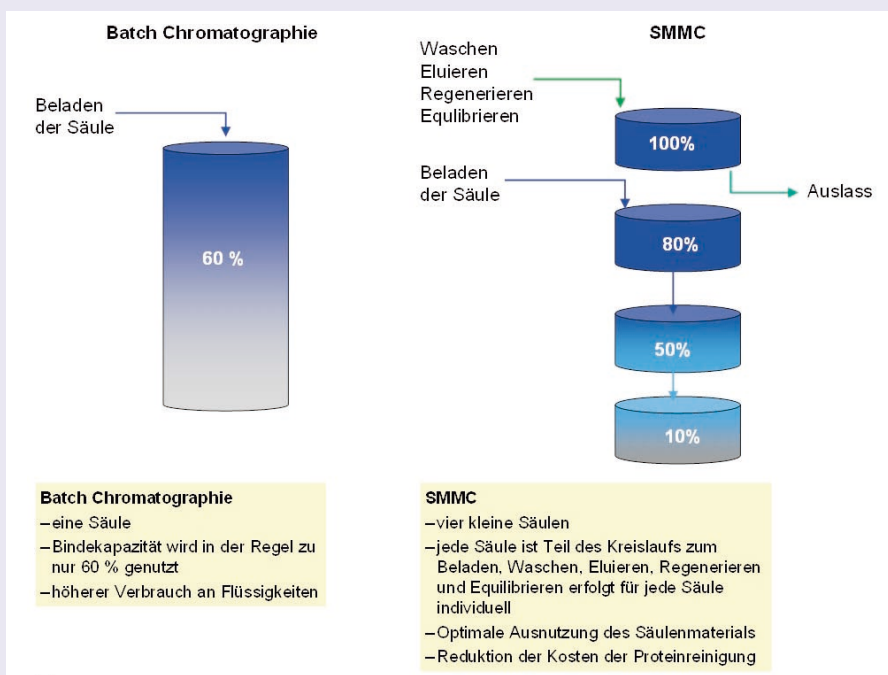 Batch Chromatographie
Beladen
der Säule
60 %
SMMC
Waschen
Eluieren
Regenerieren
Equlibrieren
100%
Auslass
Beladen
der Säule
80%
50%
10%
Batch Chromatographie
–eine Säule
–Bindekapazität wird in der Regel zu
nur 60 % genutzt
–höherer Verbrauch an Flüssigkeiten
SMMC
–vier kleine Säulen
–jede Säule ist Teil des Kreislaufs zum
Beladen, Waschen, Eluieren, Regenerieren
und Equilibrieren erfolgt für jede Säule
individuell
–Optimale Ausnutzung des Säulenmaterials
–Reduktion der Kosten der Proteinreinigung